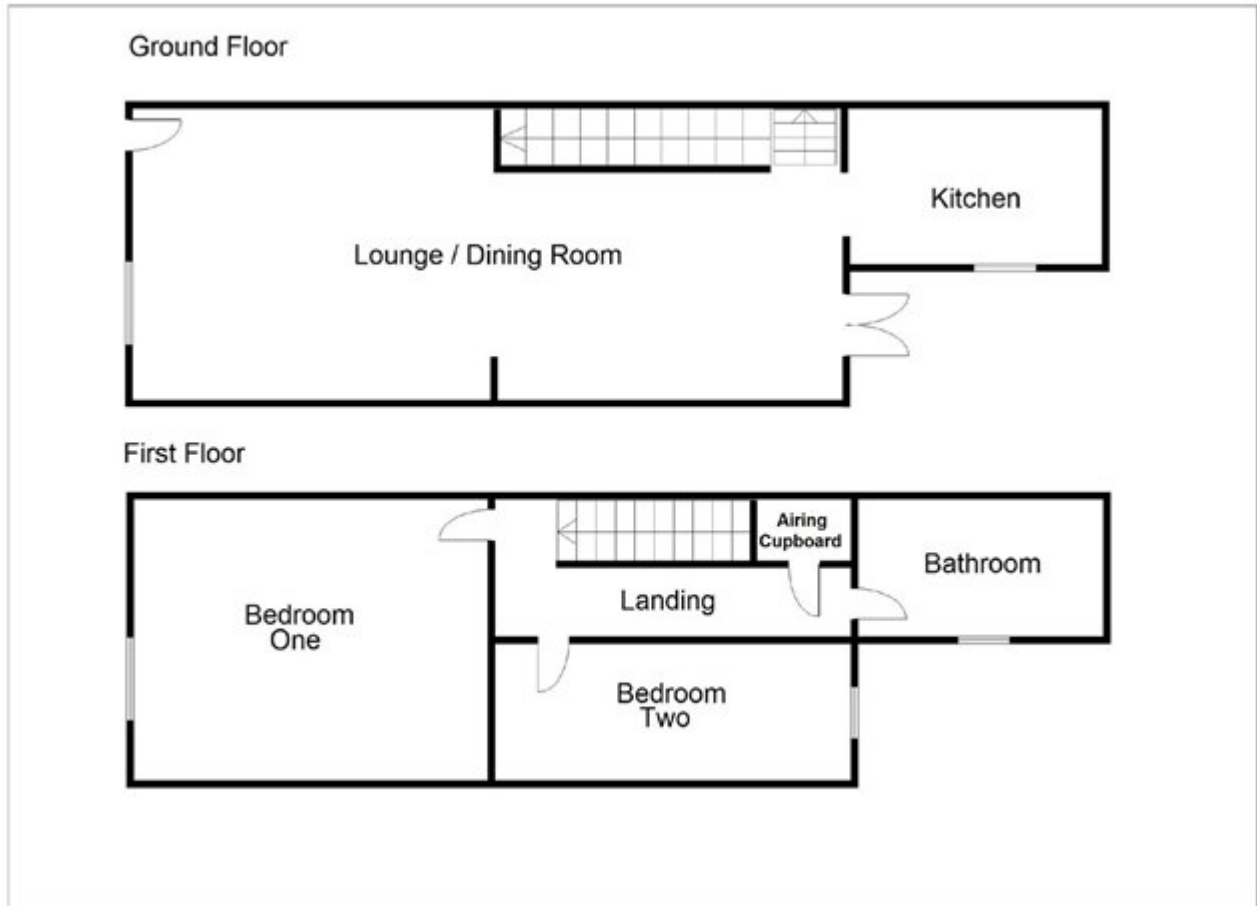 Ground Floor
Kitchen
Lounge / Dining Room
First Floor
Airing
Cupboard
Bathroom
Landing
Bedroom
One
Bedroom
Two